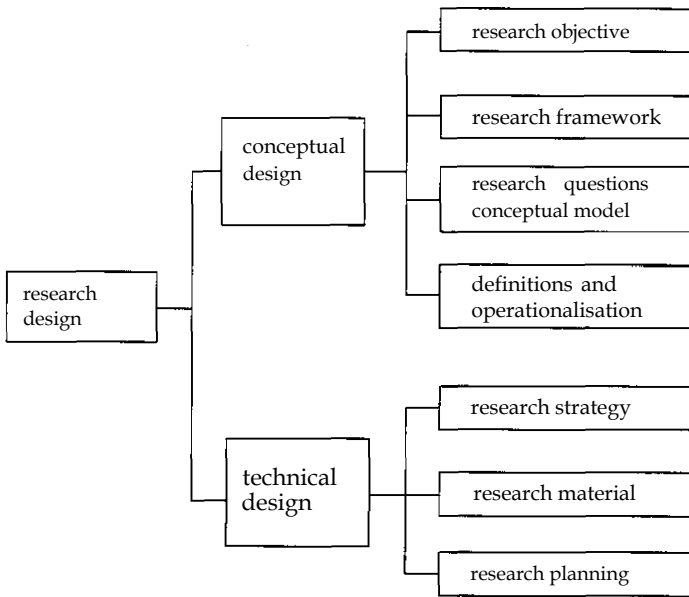 research objective
research framework
conceptual
design
research questions
conceptual model
definitions and
operationalisation
research
design
research strategy
technical
design
research material
research planning